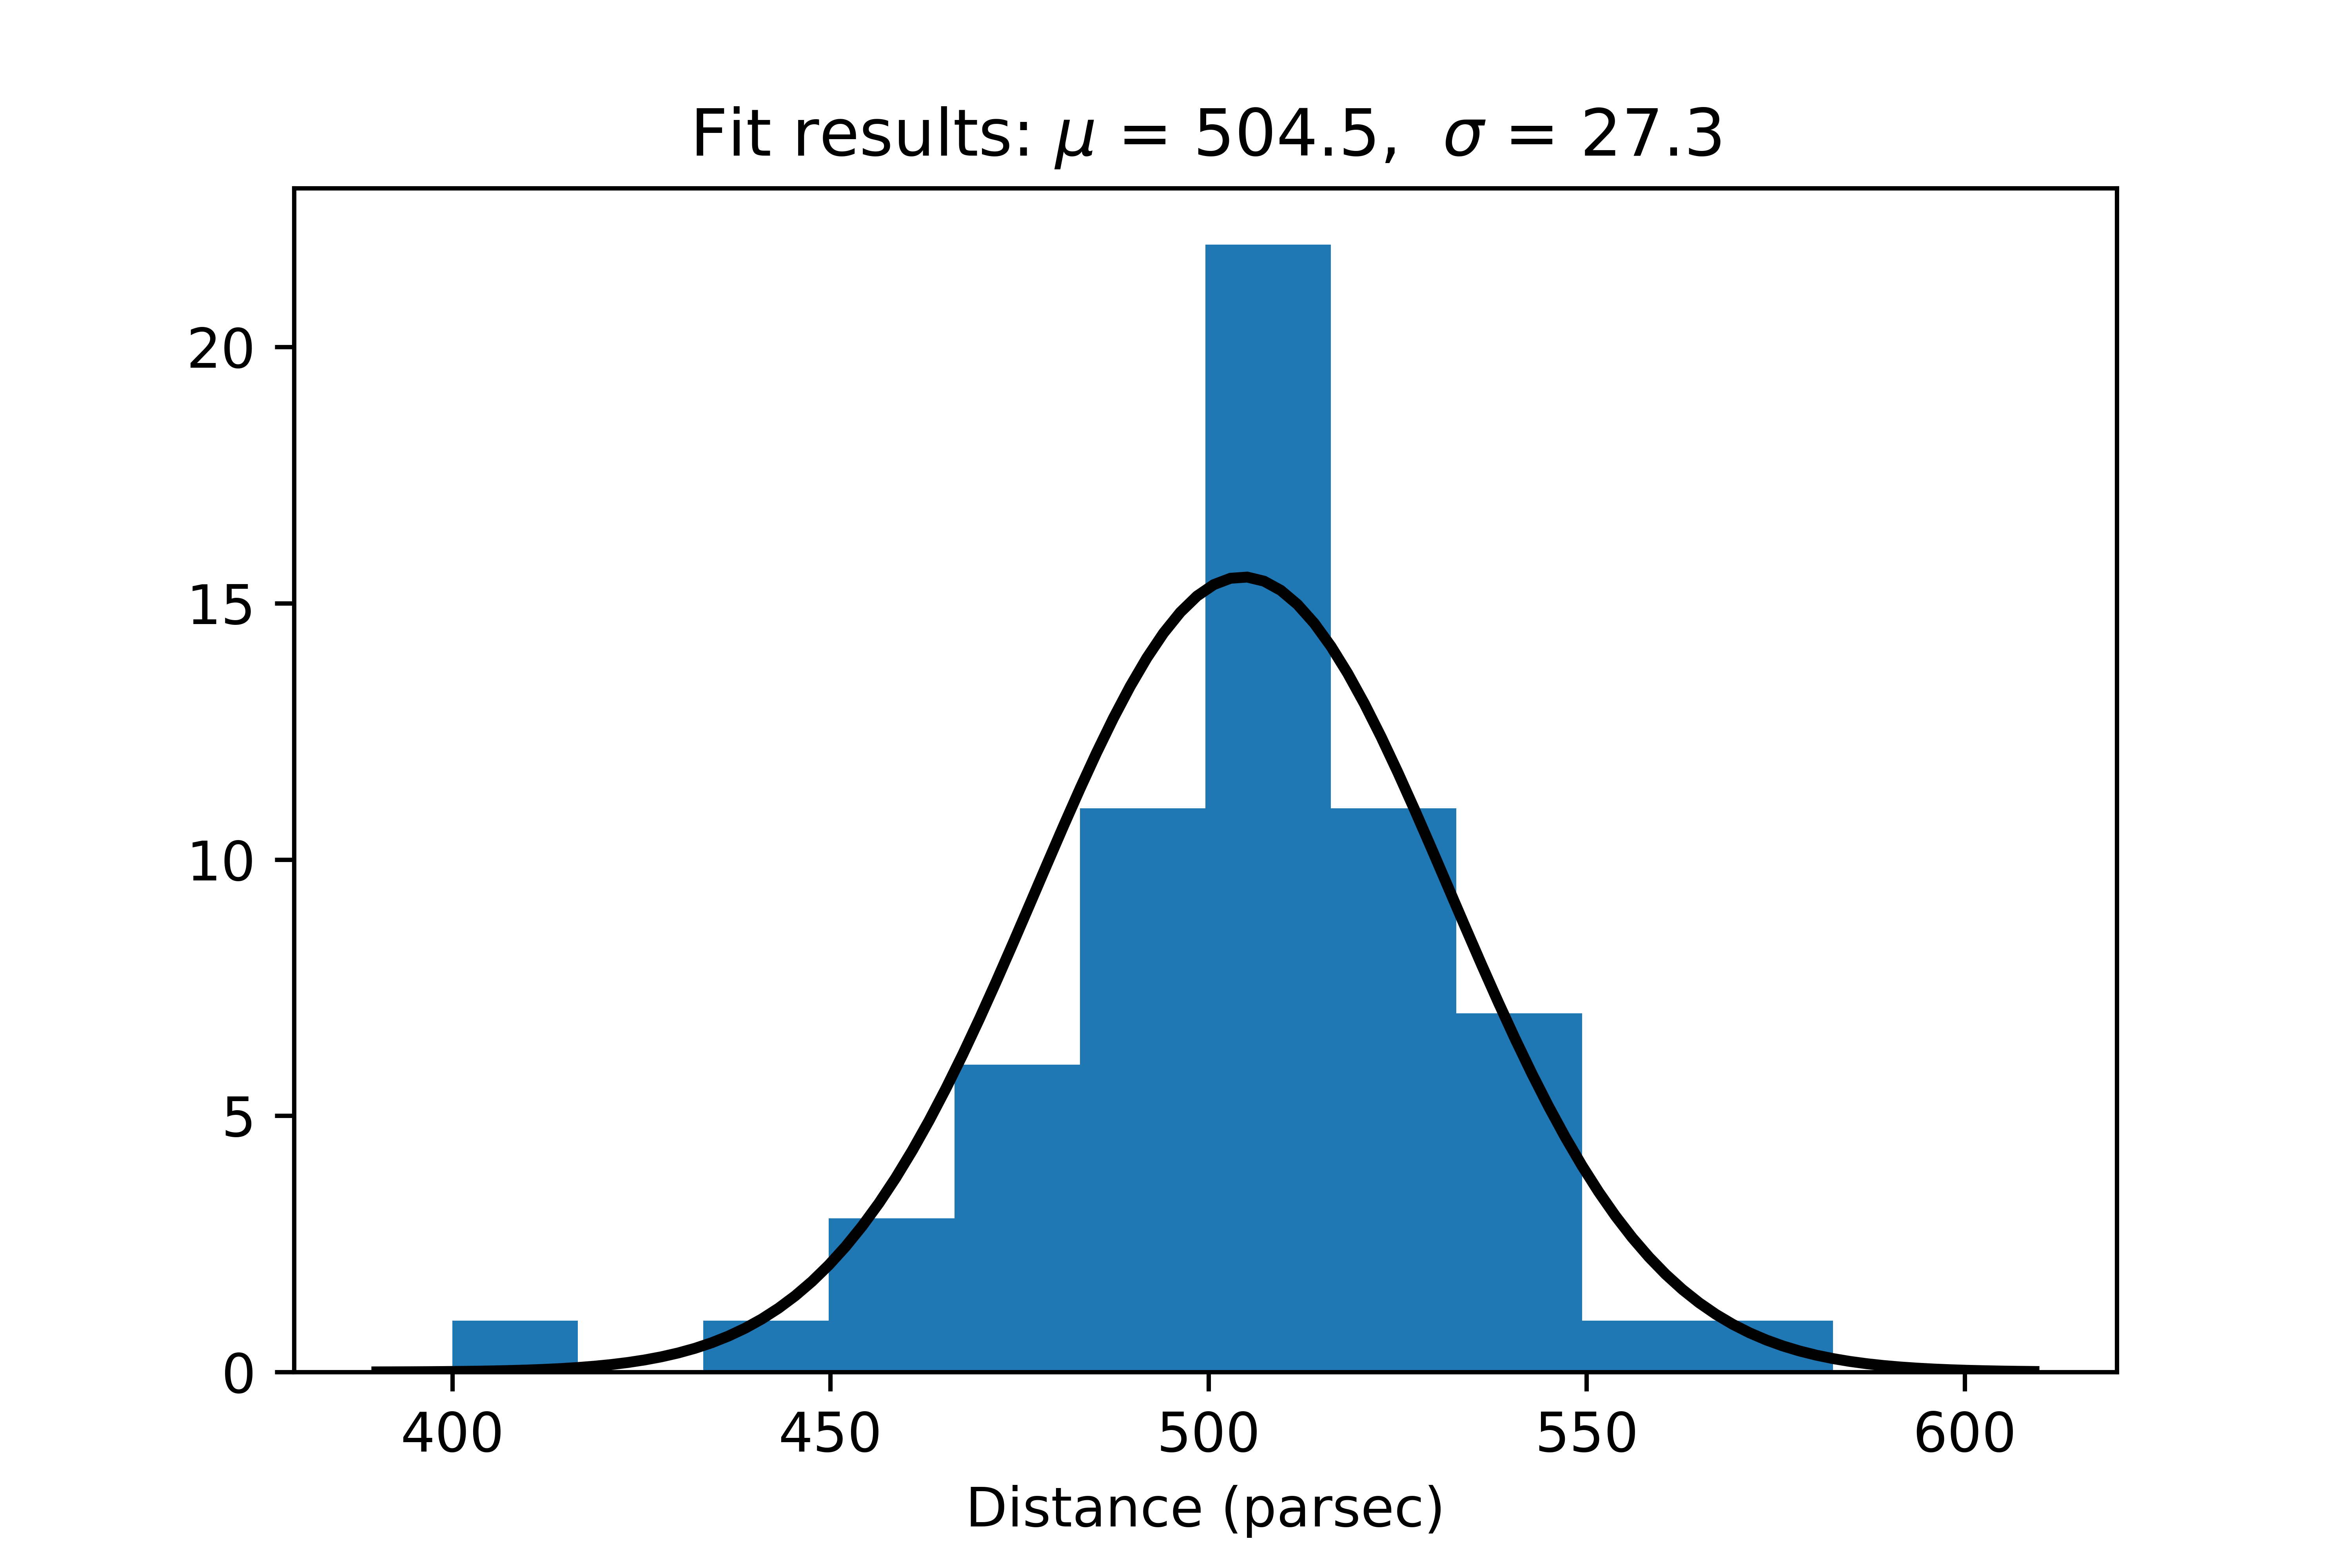 Fit results: μ = 504.5, σ = 27.3
20
15
10
5
0
400 450 500 550 600
Distance (parsec)